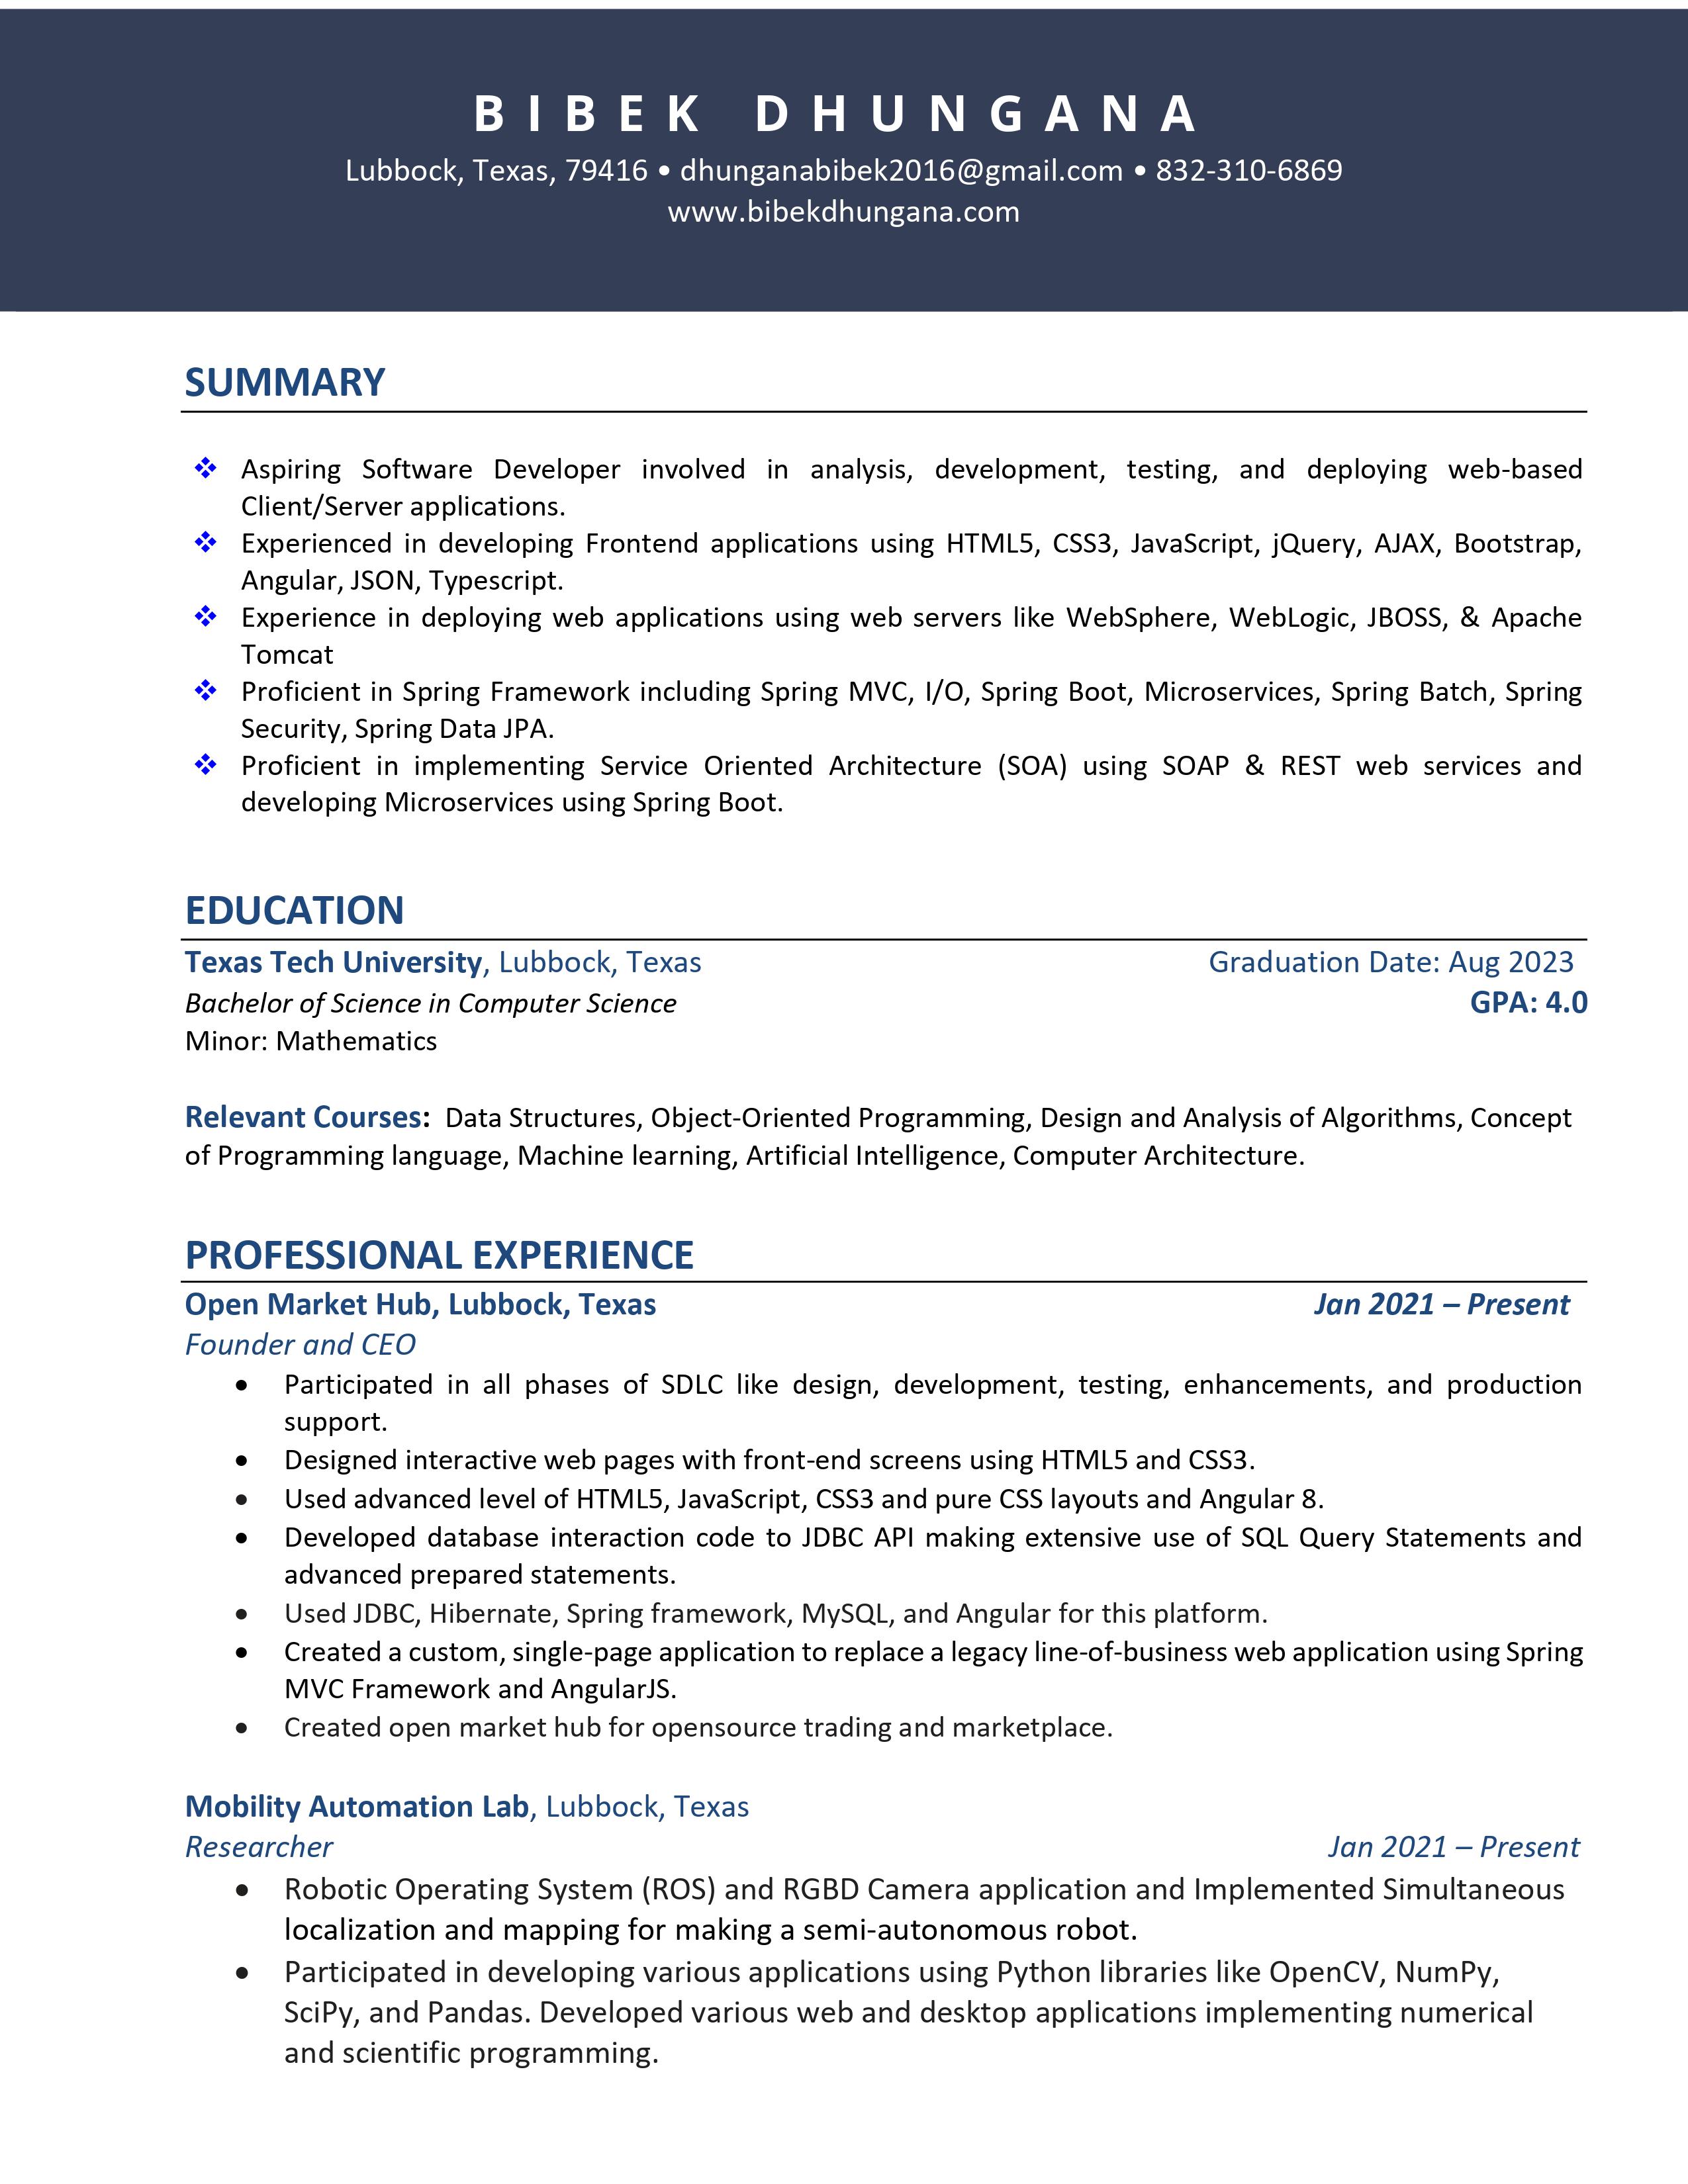 BIBEK DHUNGANA
Lubbock, Texas, 79416 • dhunganabibek2016@gmail.com • 832-310-6869
www.bibekdhungana.com
SUMMARY
❖ Aspiring Software Developer involved in analysis, development, testing, and deploying web-based
Client/Server applications.
❖ Experienced in developing Frontend applications using HTML5, CSS3, JavaScript, jQuery, AJAX, Bootstrap,
Angular, JSON, Typescript.
❖ Experience in deploying web applications using web servers like WebSphere, WebLogic, JBOSS, & Apache
Tomcat
❖ Proficient in Spring Framework including Spring MVC, I/O, Spring Boot, Microservices, Spring Batch, Spring
Security, Spring Data JPA.
❖ Proficient in implementing Service Oriented Architecture (SOA) using SOAP & REST web services and
developing Microservices using Spring Boot.
EDUCATION
Texas Tech University, Lubbock, Texas Graduation Date: Aug 2023
Bachelor of Science in Computer Science GPA: 4.0
Minor: Mathematics
Relevant Courses: Data Structures, Object-Oriented Programming, Design and Analysis of Algorithms, Concept
of Programming language, Machine learning, Artificial Intelligence, Computer Architecture.
PROFESSIONAL EXPERIENCE
Open Market Hub, Lubbock, Texas Jan 2021 – Present
Founder and CEO
• Participated in all phases of SDLC like design, development, testing, enhancements, and production
support.
• Designed interactive web pages with front-end screens using HTML5 and CSS3.
• Used advanced level of HTML5, JavaScript, CSS3 and pure CSS layouts and Angular 8.
• Developed database interaction code to JDBC API making extensive use of SQL Query Statements and
advanced prepared statements.
• Used JDBC, Hibernate, Spring framework, MySQL, and Angular for this platform.
• Created a custom, single-page application to replace a legacy line-of-business web application using Spring
MVC Framework and AngularJS.
• Created open market hub for opensource trading and marketplace.
Mobility Automation Lab, Lubbock, Texas
Researcher Jan 2021 – Present
• Robotic Operating System (ROS) and RGBD Camera application and Implemented Simultaneous
localization and mapping for making a semi-autonomous robot.
• Participated in developing various applications using Python libraries like OpenCV, NumPy,
SciPy, and Pandas. Developed various web and desktop applications implementing numerical
and scientific programming.